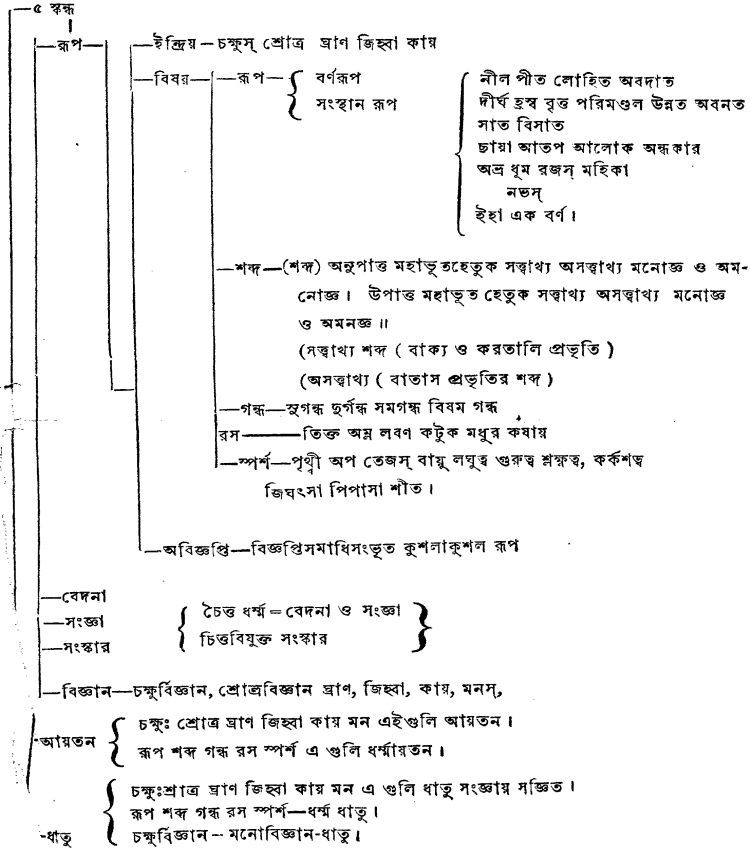 ৫ স্কন্ধ
রূপ
ইন্দ্রিয় – চক্ষুস্ শ্রোত্র ঘ্রাণ জিহ্বা কায়
বিষয় – রূপ – বর্ণরূপ
সংস্থান রূপ
নীল পীত লোহিত অবদাত
দীর্ঘ হ্রস্ব বৃত্ত পরিমণ্ডল উন্নত অবনত
সাত বিসাত
চায়া আতপ আলোক অন্ধকার
অভ্র ধূম রজস্ মহিকা
নভস্
ইহা এক বর্ণ।
শব্দ—(শব্দ) অনুপাত্ত মহাভূতহেতুক সত্ত্বাথ্য অসত্ত্বাথ্য মনোজ্ঞ ও অম-
নোজ্ঞ। উপাত্ত মহাভূত হেতুক সত্ত্বাথ্য অসত্ত্বাথ্য মনোজ্ঞ
ও অমনজ্ঞ॥
(সত্ত্বাথ্য শব্দ ( বাক্য ও করতালি প্রভৃতি )
(অসত্ত্বাথ্য ( বাতাস প্রভৃতির শব্দ )
গন্ধ—সুগন্ধ দুর্গন্ধ সমগন্ধ বিষম গন্ধ
রস — তিক্ত অম্ল লবণ কটুক মধুর কষায়
স্পর্শ—পৃথ্বী অপ তেজস্ বায়ু লঘুত্ব গুরুত্ব শ্লক্ষত্ব, কর্কশত্ব
জিঘৎসা পিপাসা শীত।
অবিজ্ঞপ্তি—বিজ্ঞপ্তিসমাধিসংভূত কুশলাকুশল রূপ
বেদনা
সংজ্ঞা
সংস্কার
চৈত্ত ধর্ম্ম = বেদনা ও সংজ্ঞা
চিত্তবিযুক্ত সংস্কার
বিজ্ঞান—চক্ষুর্বিজ্ঞান, শ্রোত্রবিজ্ঞান ঘ্রাণ, জিহ্বা, কায়, মনস্,
-আয়তন
চক্ষুঃ শ্রোত্র ঘ্রাণ জিহ্বা কায় মন এইগুলি আয়তন।
রূপ শব্দ গন্ধ রস স্পর্শ এ গুলি ধর্ম্মায়তন।
চক্ষুঃশ্রাত্র ঘ্রাণ জিহ্বা কায় মন এ গুলি ধাতু সংজ্ঞায় সজ্ঞিত।
রূপ শব্দ গন্ধ রস স্পর্শ—ধর্ম্ম ধাতু।
-ধাতু চক্ষুর্বিজ্ঞান – মনোবিজ্ঞান-ধাতু।